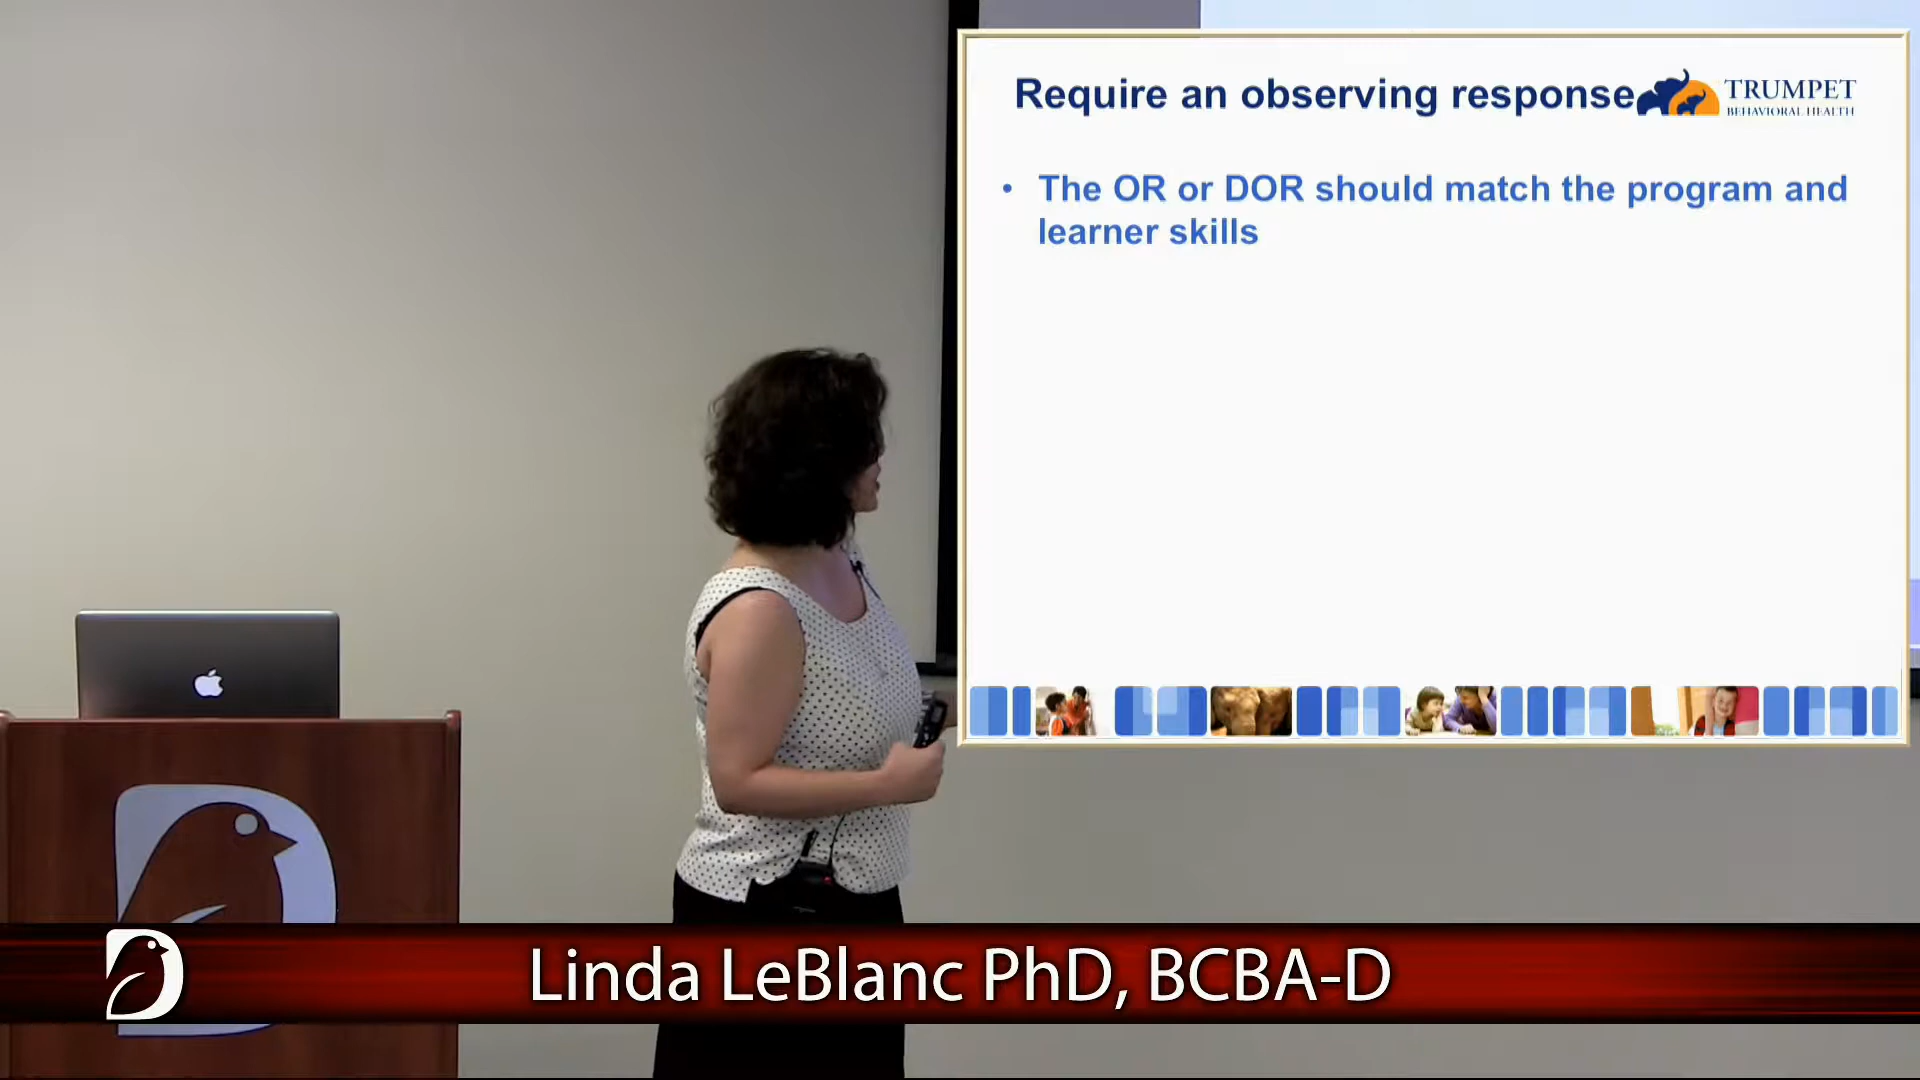 Require an observing response
TRUMPET
BEHAVIORAL HEALTH
• The OR or DOR should match the program and
learner skills
Linda LeBlanc PhD, BCBA-D